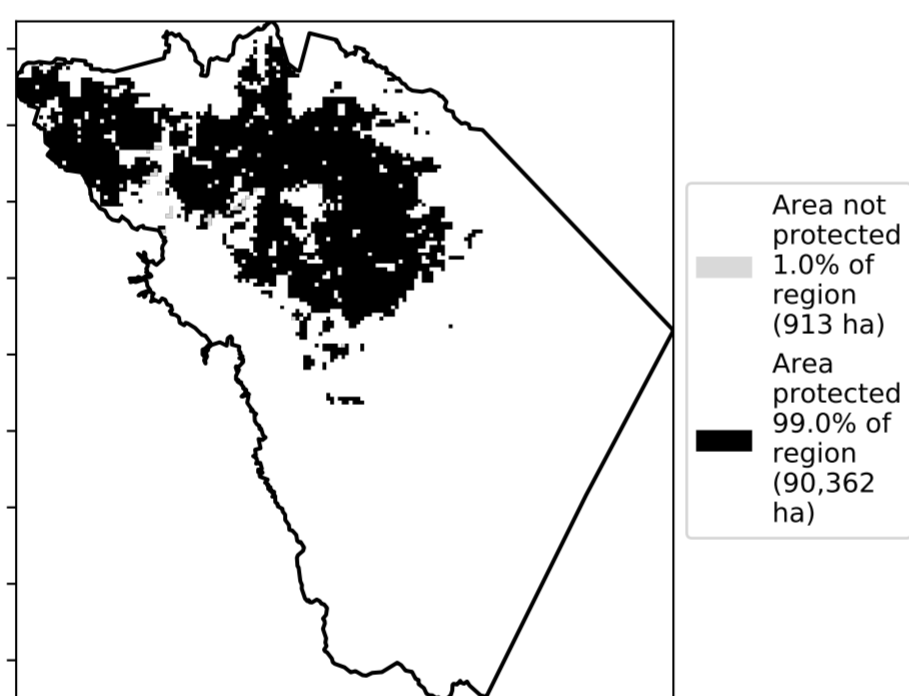 Area not
protected
1.0% of
region
(913 ha)
Area
protected
99.0% of
region
(90,362
ha)